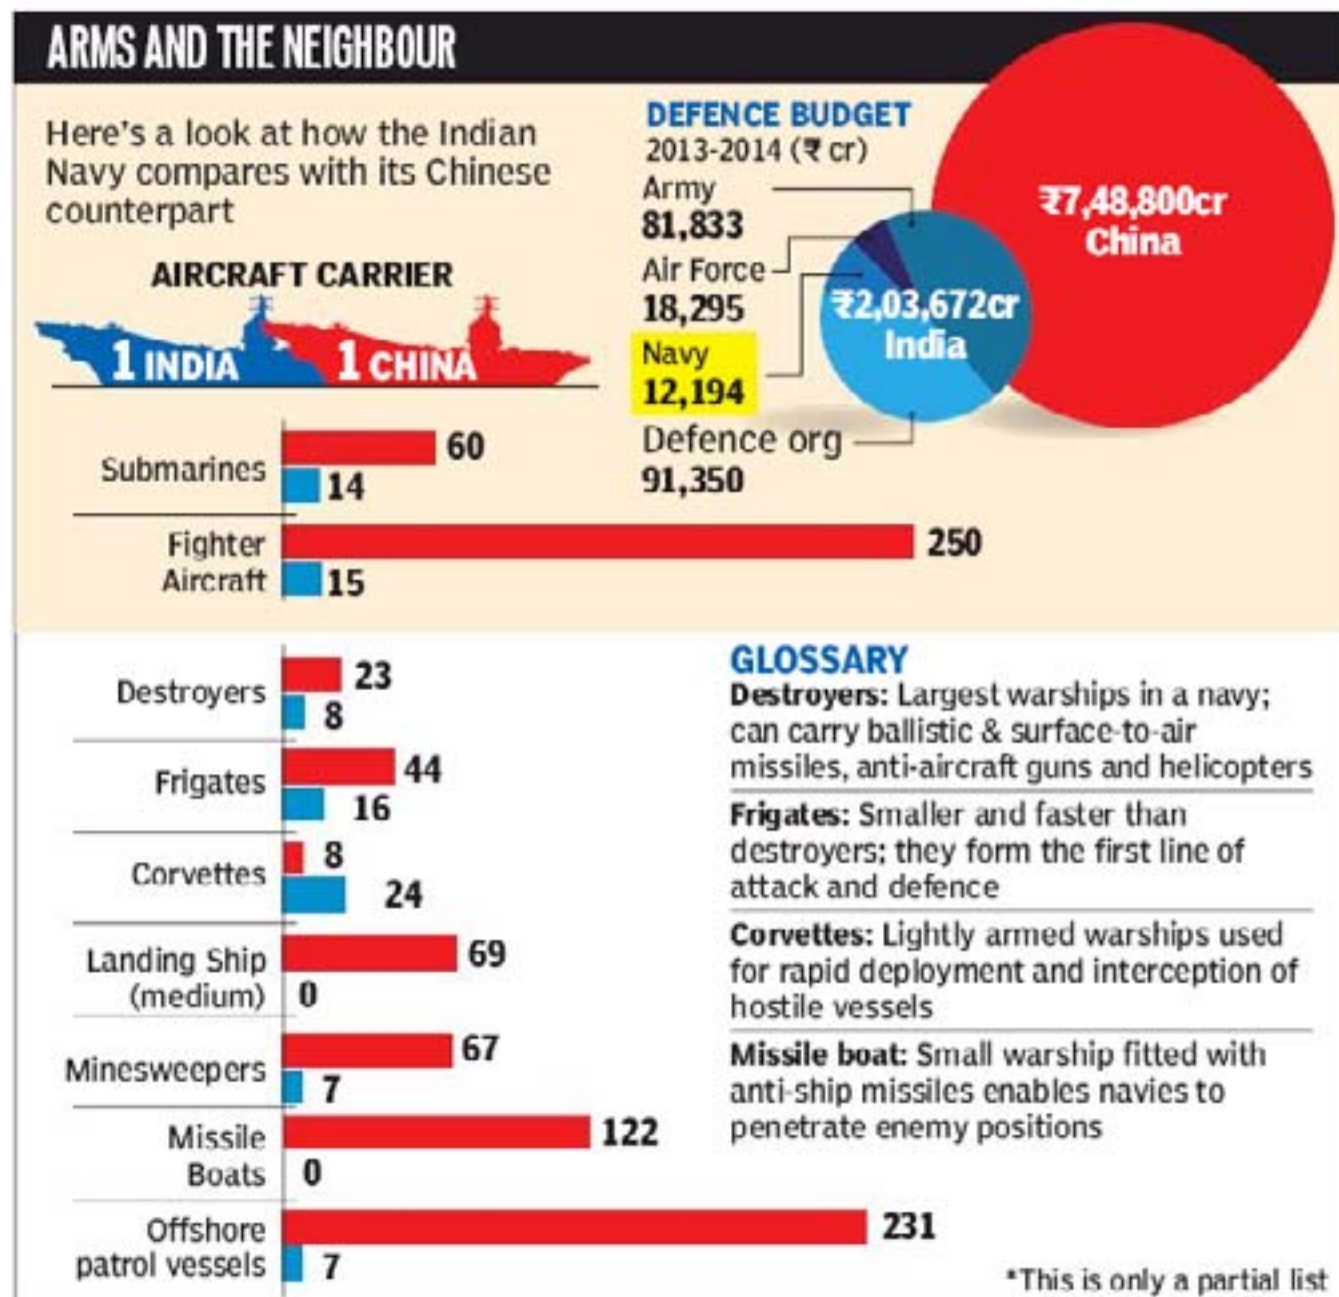 ARMS AND THE NEIGHBOUR
Here's a look at how the Indian
Navy compares with its Chinese
counterpart
AIRCRAFT CARRIER
1 INDIA
1 CHINA
DEFENCE BUDGET
2013-2014 (₹ cr)
Army
81,833
Air Force
18,295
Navy
12,194
Defence org
91,350
₹7,48,800cr
China
₹2,03,672cr
India
Submarines
60
14
Fighter
Aircraft
250
15
Destroyers
23
8
Frigates
44
16
Corvettes
8
24
Landing Ship
(medium)
69
0
Minesweepers
67
7
Missile
Boats
122
0
Offshore
patrol vessels
231
7
GLOSSARY
Destroyers: Largest warships in a navy;
can carry ballistic & surface-to-air
missiles, anti-aircraft guns and helicopters
Frigates: Smaller and faster than
destroyers; they form the first line of
attack and defence
Corvettes: Lightly armed warships used
for rapid deployment and interception of
hostile vessels
Missile boat: Small warship fitted with
anti-ship missiles enables navies to
penetrate enemy positions
*This is only a partial list